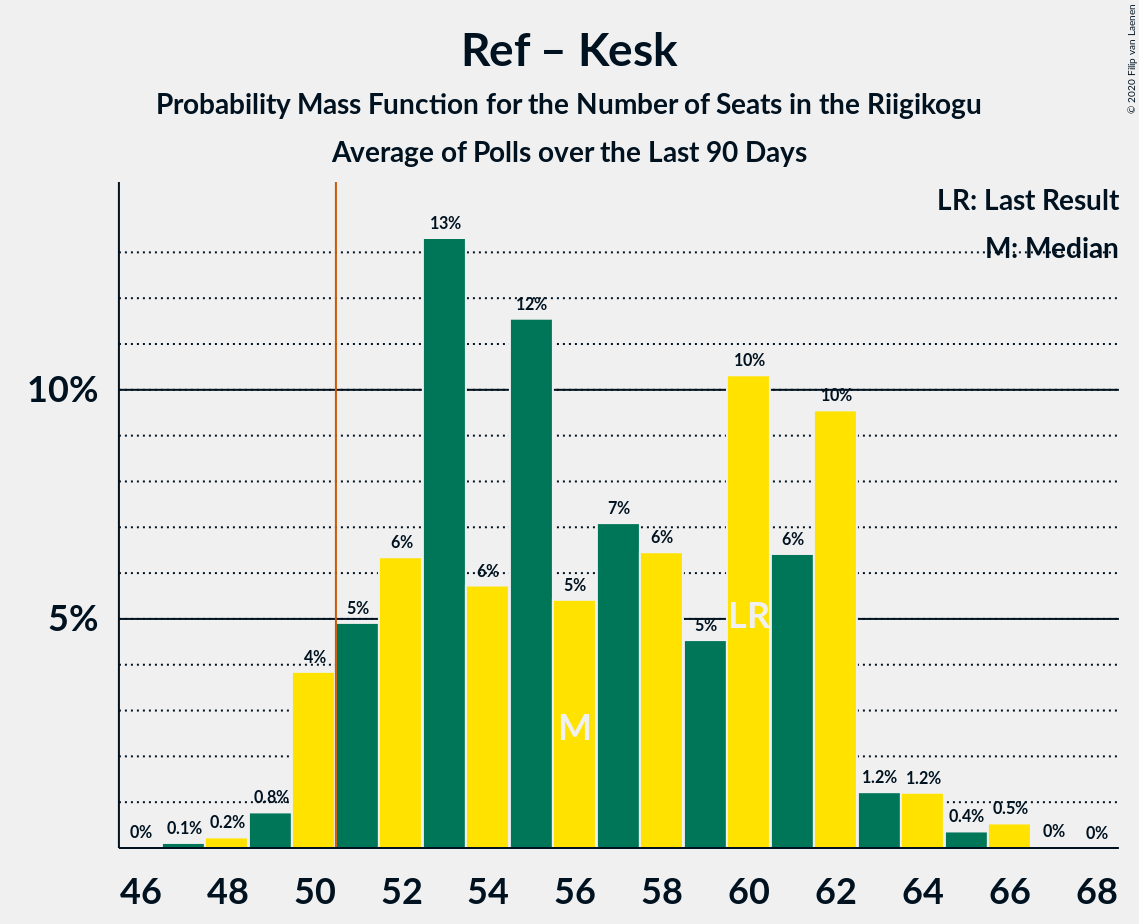 Ref – Kesk
Probability Mass Function for the Number of Seats in the Riigikogu
Average of Polls over the Last 90 Days
© 2020 Filip van Laenen
LR: Last Result
M: Median
10%
5%
0%
0.1%
0.2%
0.8%
4%
5%
6%
13%
6%
12%
5%
7%
6%
5%
10%
6%
10%
1.2%
1.2%
0.4%
0.5%
0%
0%
LR
M
46 48 50 52 54 56 58 60 62 64 66 68